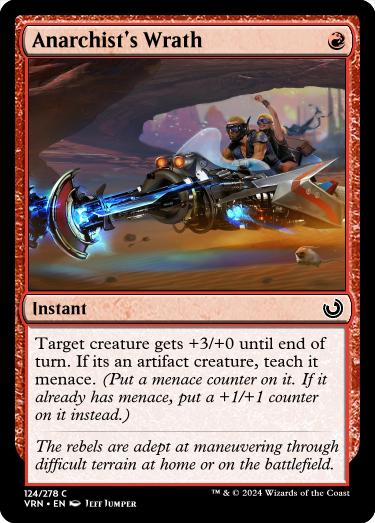 Anarchist's Wrath
Instant
Target creature gets +3/+0 until end of
turn. If its an artifact creature, teach it
menace. (Put a menace counter on it. If it
already has menace, put a +1/+1 counter
on it instead.)
The rebels are adept at maneuvering through
difficult terrain at home or on the battlefield.
124/278 C
VRN • EN Jeff Jumper
™ & © 2024 Wizards of the Coast